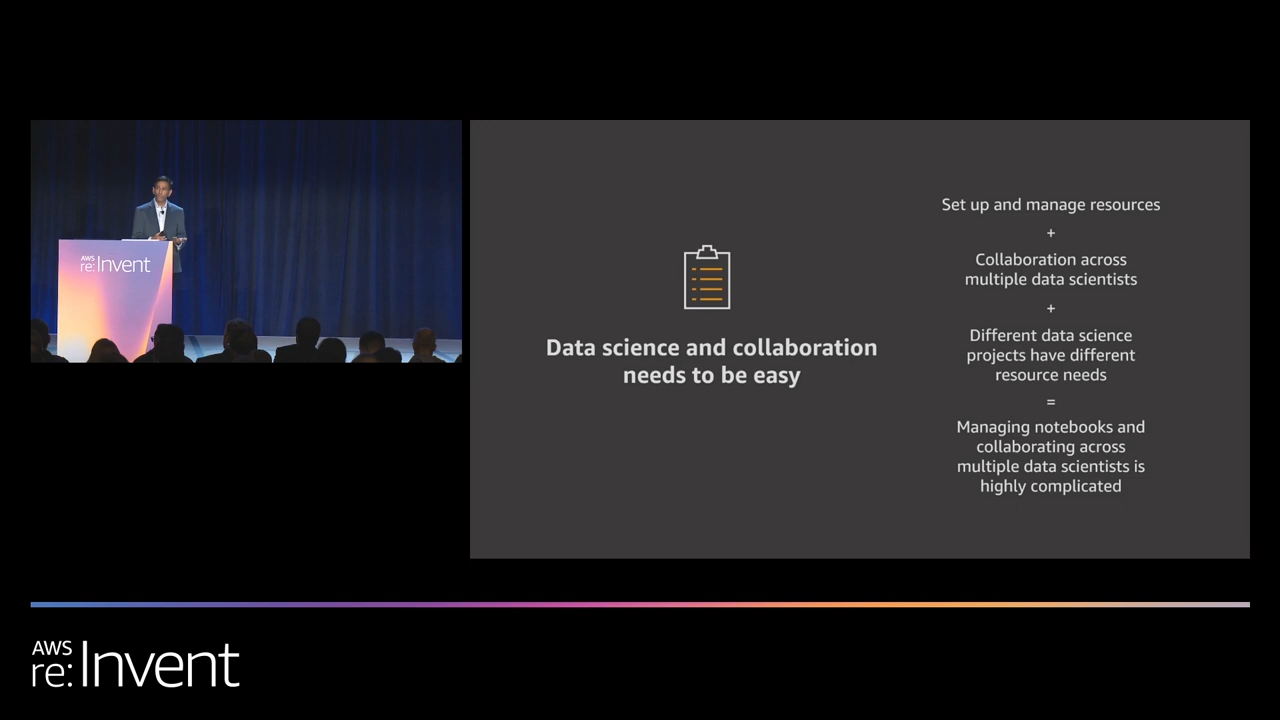 AWS
re:Invent
Data science and collaboration
needs to be easy
Set up and manage resources
+
Collaboration across
multiple data scientists
+
Different data science
projects have different
resource needs
=
Managing notebooks and
collaborating across
multiple data scientists is
highly complicated
AWS
re:Invent